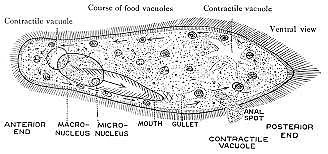 Course of food vacuoles
Contractile vacuole
Contractile vacuole
Ventral view
ANTERIOR
END
MACRO-
NUCLEUS
MICRO-
NUCLEUS
MOUTH
GULLET
ANAL
SPOT
CONTRACTILE
VACUOLE
POSTERIOR
END